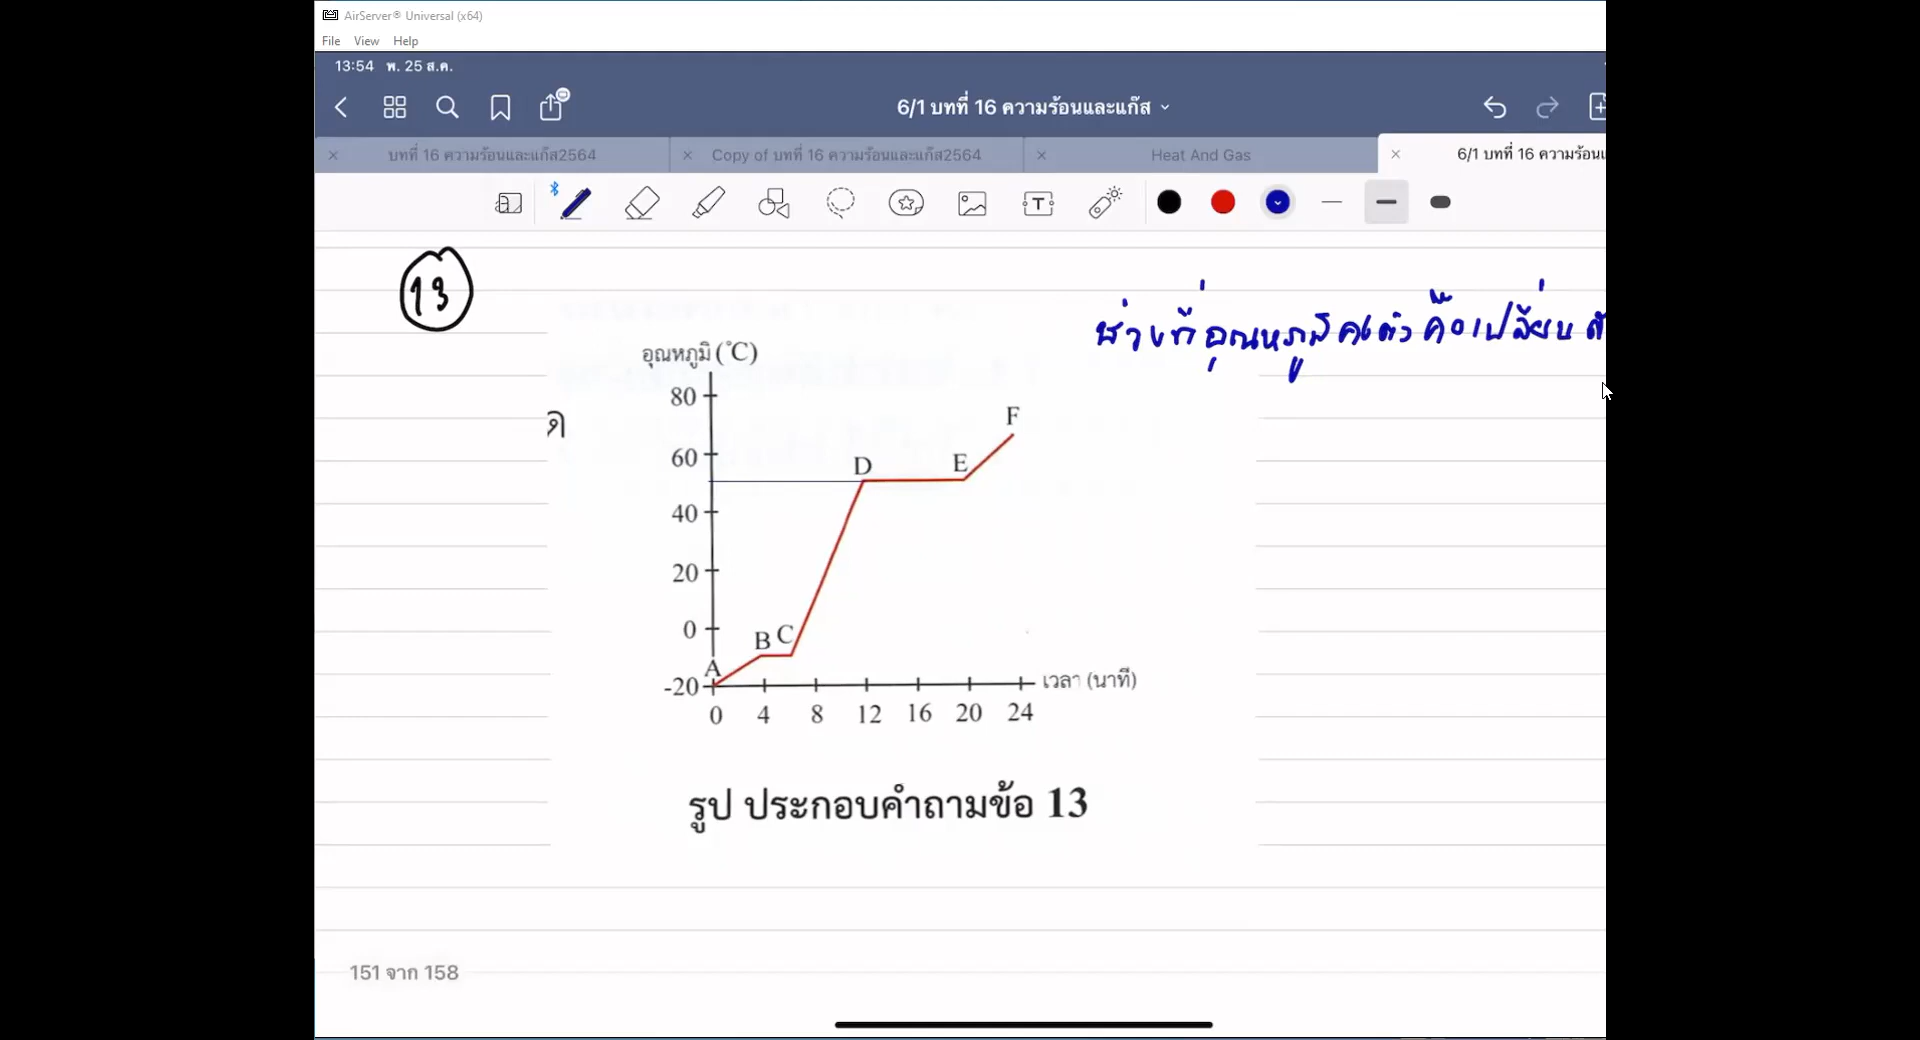 AirServer® Universal (x64)
File View Help
13:54 พ. 25 ส.ค.
6/1 บทที่ 16 ความร้อนและแก๊ส
บทที่ 16 ความร้อนและแก๊ส2564
Copy of บทที่ 16 ความร้อนและแก๊ส2564
Heat And Gas
6/1 บทที่ 16 ความร้อนแ
13
ช่วงที่อุณหภูมิคงตัว คือเปลี่ยน
อุณหภูมิ (°C)
80
ด
F
60
D
E
40
20
0
B C
A
-20
เวลา (นาที)
0 4 8 12 16 20 24
รูป ประกอบคำถามข้อ 13
151 จาก 158